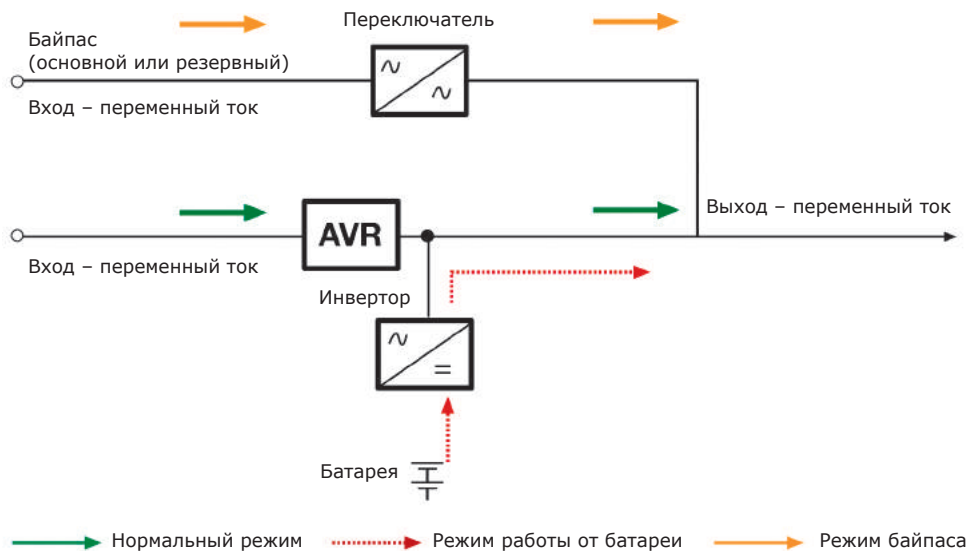 Переключатель
Байпас
(основной или резервный)
Вход – переменный ток
Выход – переменный ток
AVR
Вход – переменный ток
Инвертор
Батарея
Нормальный режим
Режим работы от батареи
Режим байпаса